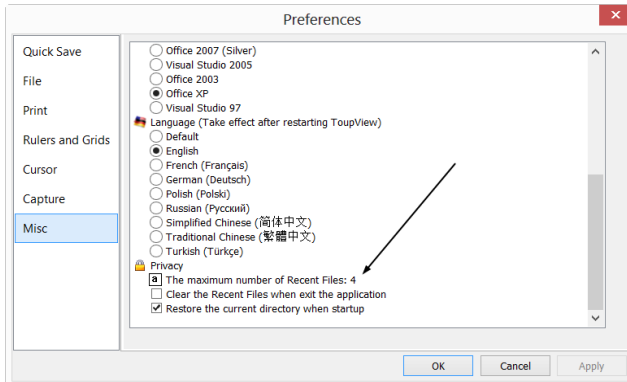 Preferences
x
Quick Save
File
Print
Rulers and Grids
Cursor
Capture
Misc
Office 2007 (Silver)
Visual Studio 2005
Office 2003
Office XP
Visual Studio 97
Language (Take effect after restarting ToupView)
Default
English
French (Français)
German (Deutsch)
Polish (Polski)
Russian (Русский)
Simplified Chinese (简体中文)
Traditional Chinese (繁體中文)
Turkish (Türkçe)
Privacy
a The maximum number of Recent Files: 4
Clear the Recent Files when exit the application
Restore the current directory when startup
OK Cancel Apply